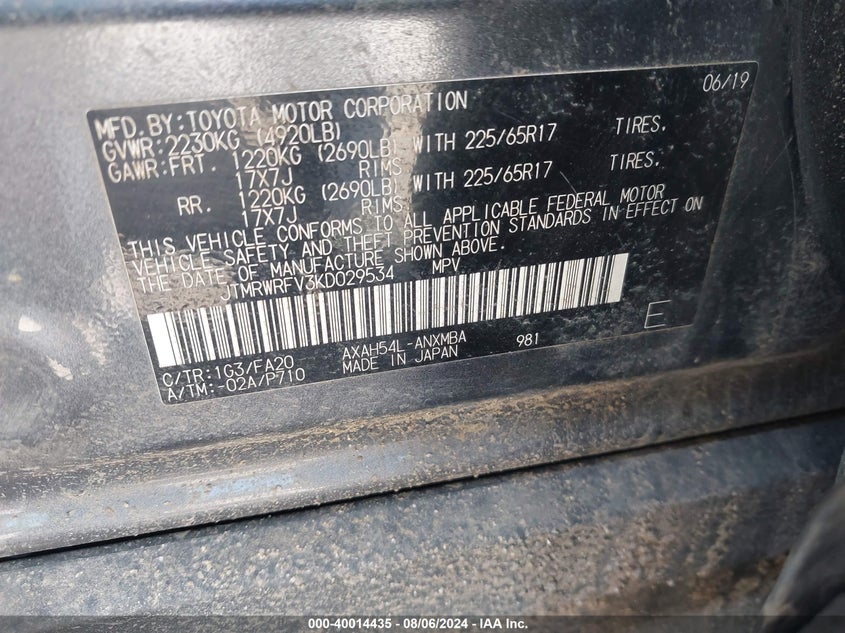 06/19
MFD.BY:TOYOTA MOTOR CORPORATION
GVWR:2230KG (4920LB)
GAWR:FRT. 1220KG (2690LB) WITH 225/65R17 TIRES.
17X7J RIMS
RR. 1220KG (2690LB) WITH 225/65R17 TIRES.
17X7J RIMS
THIS VEHICLE CONFORMS TO ALL APPLICABLE FEDERAL MOTOR
VEHICLE SAFETY AND THEFT PREVENTION STANDARDS IN EFFECT ON
THE DATE OF MANUFACTURE SHOWN ABOVE.
JTMRWRFV3KD029534 MPV
E
C/TR:1G3/FA20 AXAH54L-ANXMBA 981
A/TM:-02A/P710 MADE IN JAPAN
000-40014435 - 08/06/2024 - IAA Inc.